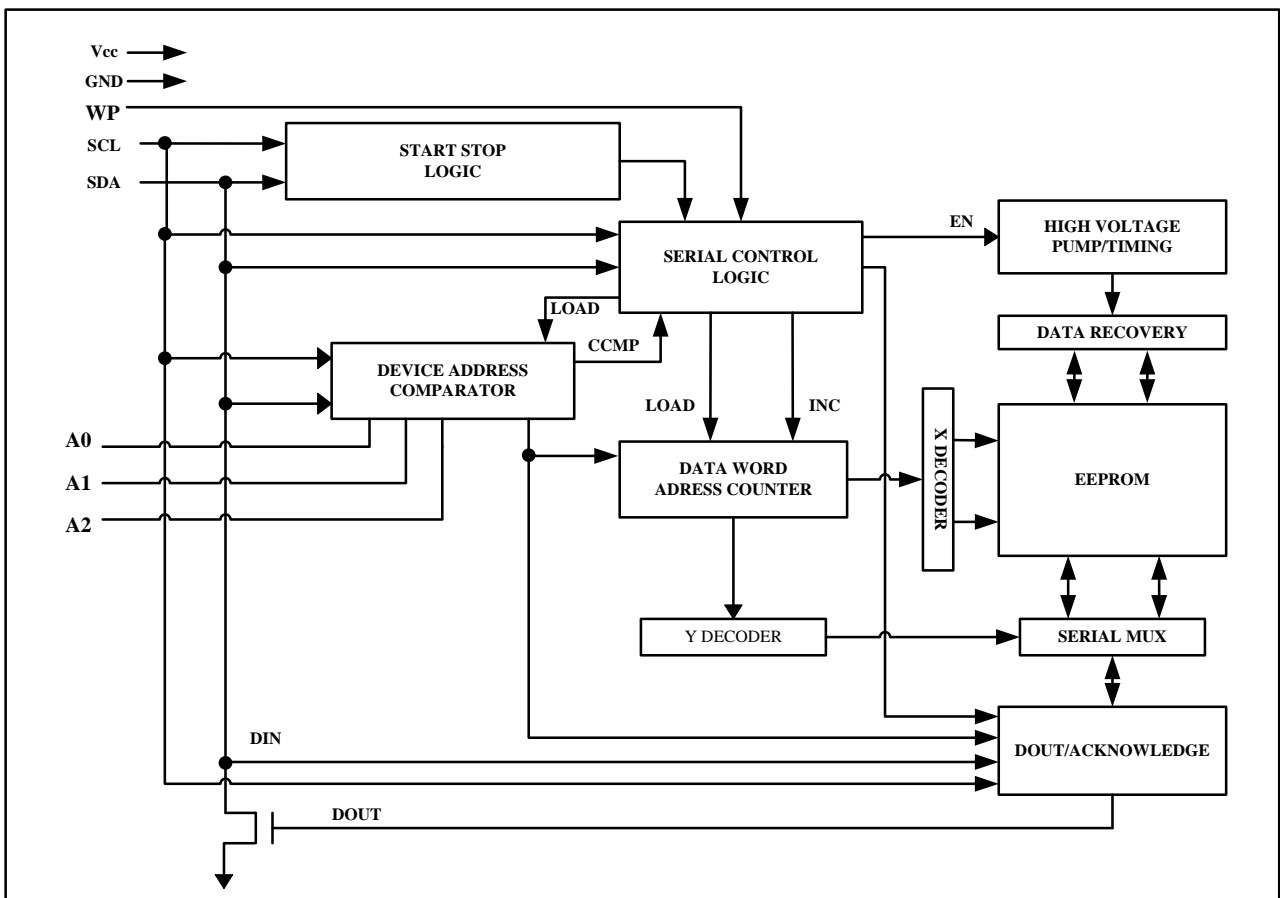 Vcc
GND
WP
SCL
SDA
START STOP
LOGIC
EN
HIGH VOLTAGE
PUMP/TIMING
SERIAL CONTROL
LOGIC
LOAD
CCMP
DATA RECOVERY
DEVICE ADDRESS
COMPARATOR
LOAD
INC
A0
A1
A2
DATA WORD
ADRESS COUNTER
X DECODER
EEPROM
Y DECODER
SERIAL MUX
DIN
DOUT/ACKNOWLEDGE
DOUT